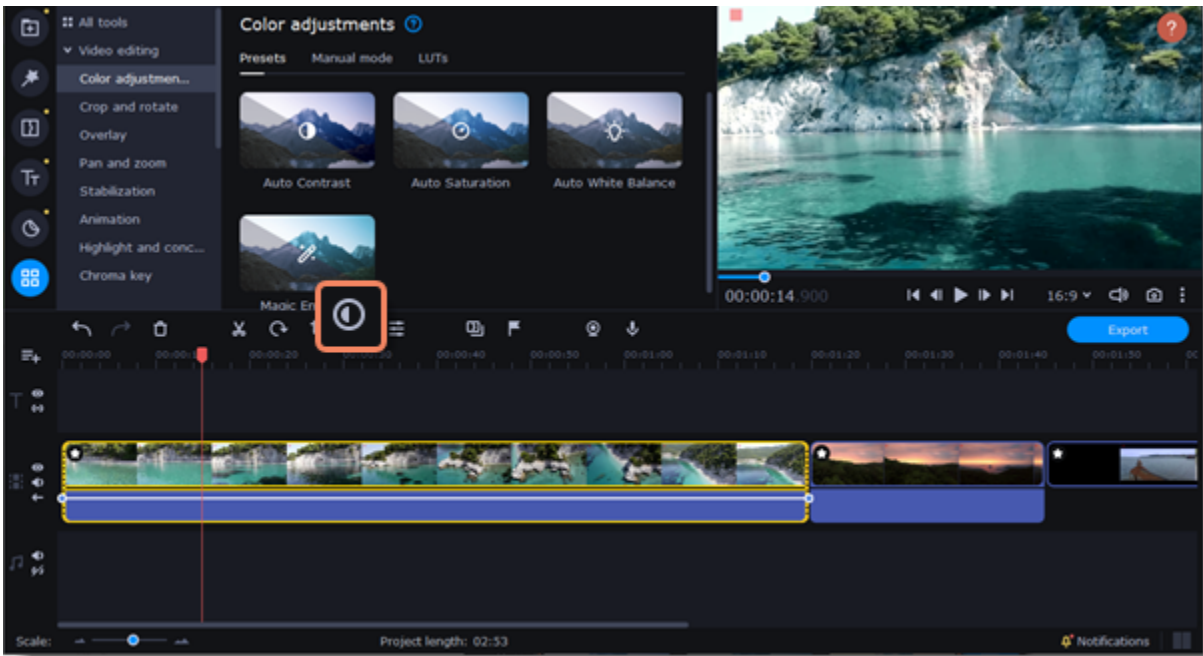 All tools
Video editing
Color adjustmen...
Crop and rotate
Overlay
Pan and zoom
Stabilization
Animation
Highlight and conc...
Chroma key
Color adjustments ?
Presets Manual mode LUTs
Auto Contrast Auto Saturation Auto White Balance
Magic En
?
00:00:14.900 16:9
Export
00:00:00 00:00:20 00:00:40 00:00:50 00:01:00 00:01:10 00:01:20 00:01:30 00:01:40 00:01:50
Scale: Project length: 02:53 Notifications